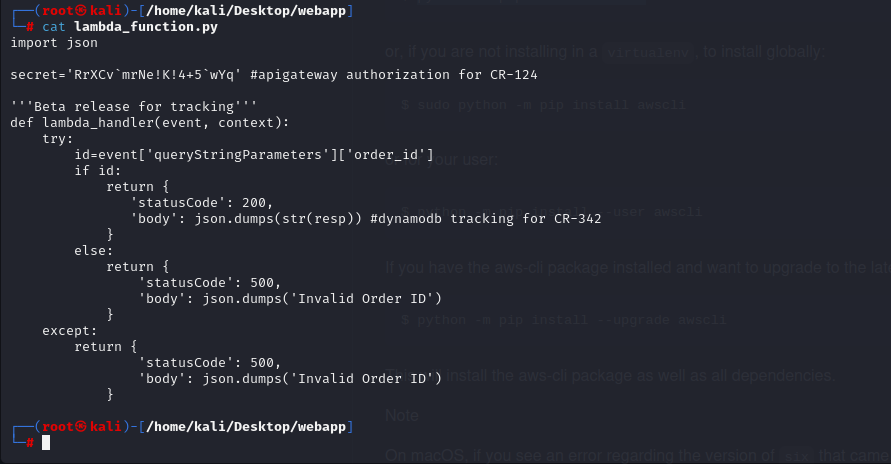 ┌──(root㉿kali)-[/home/kali/Desktop/webapp]
└─# cat lambda_function.py
import json

secret='RrXCv`mrNe!K!4+5`wYq' #apigateway authorization for CR-124

'''Beta release for tracking'''
def lambda_handler(event, context):
    try:
        id=event['queryStringParameters']['order_id']
        if id:
            return {
               'statusCode': 200,
               'body': json.dumps(str(resp)) #dynamodb tracking for CR-342
            }
        else:
            return {
                'statusCode': 500,
                'body': json.dumps('Invalid Order ID')
            }
    except:
        return {
                'statusCode': 500,
                'body': json.dumps('Invalid Order ID')
            }

┌──(root㉿kali)-[/home/kali/Desktop/webapp]
└─#
or, if you are not installing in a virtualenv, to install globally:
$ sudo python -m pip install awscli
your user:
--user awscli
If you have the aws-cli package installed and want to upgrade to the
$ python -m pip install --upgrade awscli
install the aws-cli package as well as all dependencies.
Note
On macOS, if you see an error regarding the version of six that came